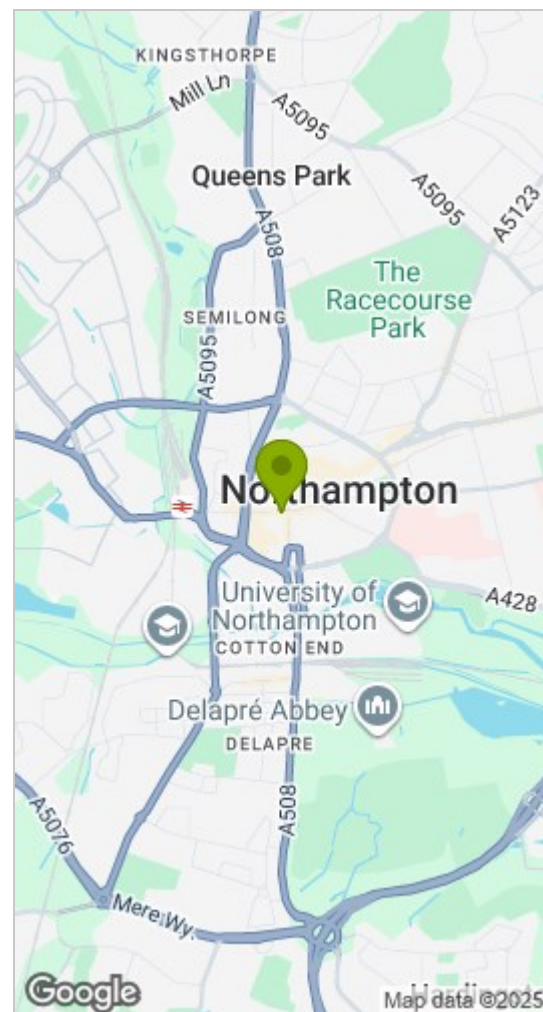 KINGSTHORPE
Mill Ln
A5095
Queens Park
A5095
A5123
A508
The
Racecourse
Park
SEMILONG
A5095
Northampton
University of
Northampton
A428
COTTON END
Delapré Abbey
DELAPRE
A508
A5076
Mere Wy.
Google
Map data ©2025